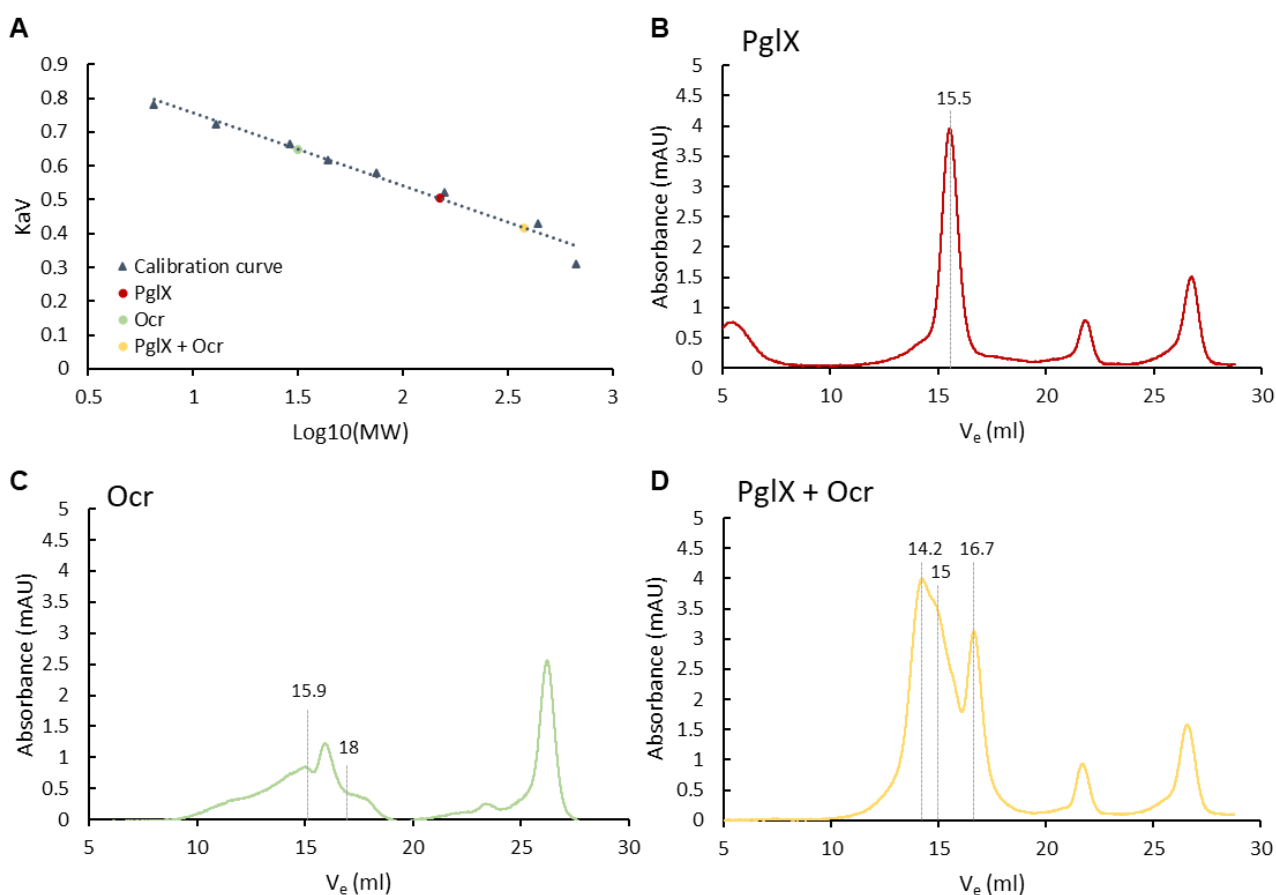 A
KaV
0.9
0.8
0.7
0.6
0.5
0.4
0.3
0.2
0.1
0
Calibration curve
PglX
Ocr
PglX + Ocr
0.5 1 1.5 2 2.5 3
Log10(MW)
B
PglX
Absorbance (mAU)
5
4.5
4
3.5
3
2.5
2
1.5
1
0.5
0
15.5
5 10 15 20 25 30
Ve (ml)
C
Ocr
Absorbance (mAU)
5
4.5
4
3.5
3
2.5
2
1.5
1
0.5
0
15.9
18
5 10 15 20 25 30
Ve (ml)
D
PglX + Ocr
Absorbance (mAU)
5
4.5
4
3.5
3
2.5
2
1.5
1
0.5
0
14.2 16.7
15
5 10 15 20 25 30
Ve (ml)